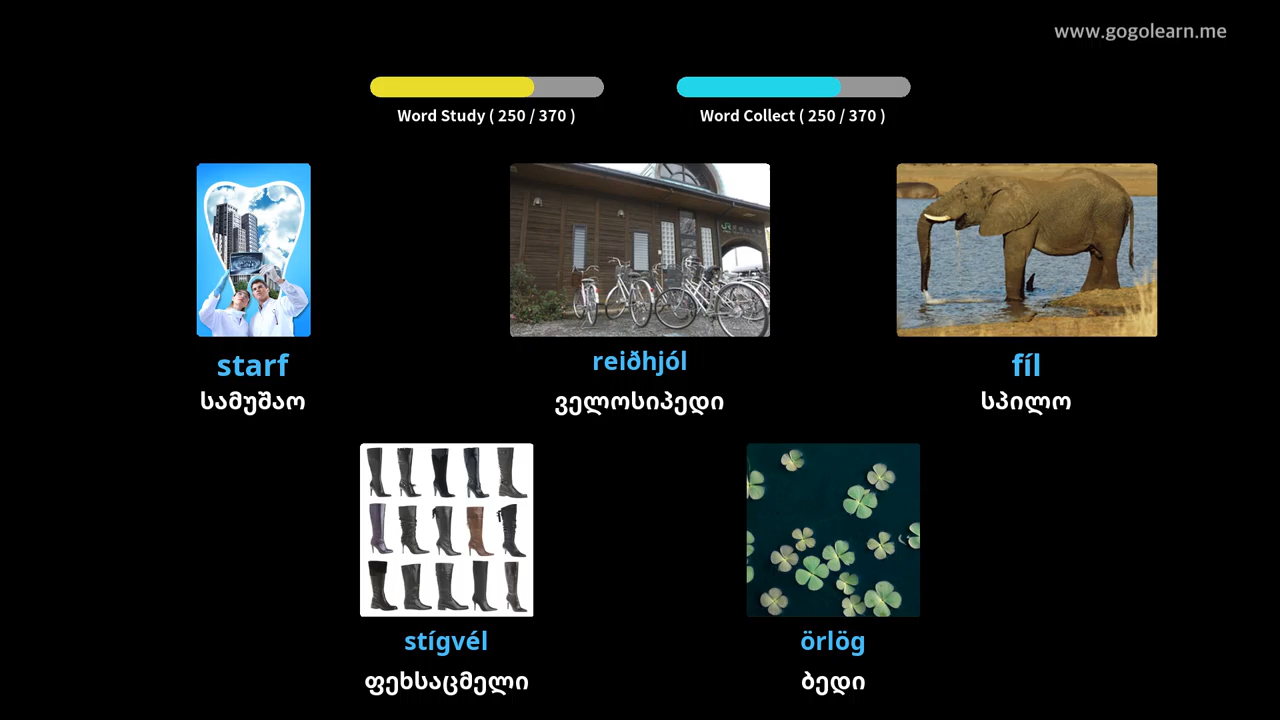 www.gogolearn.me
Word Study ( 250 / 370 )
Word Collect ( 250 / 370 )
starf
სამუშაო
reiðhjól
ველოსიპედი
fíl
სპილო
stígvél
ფეხსაცმელი
örlög
ბედი